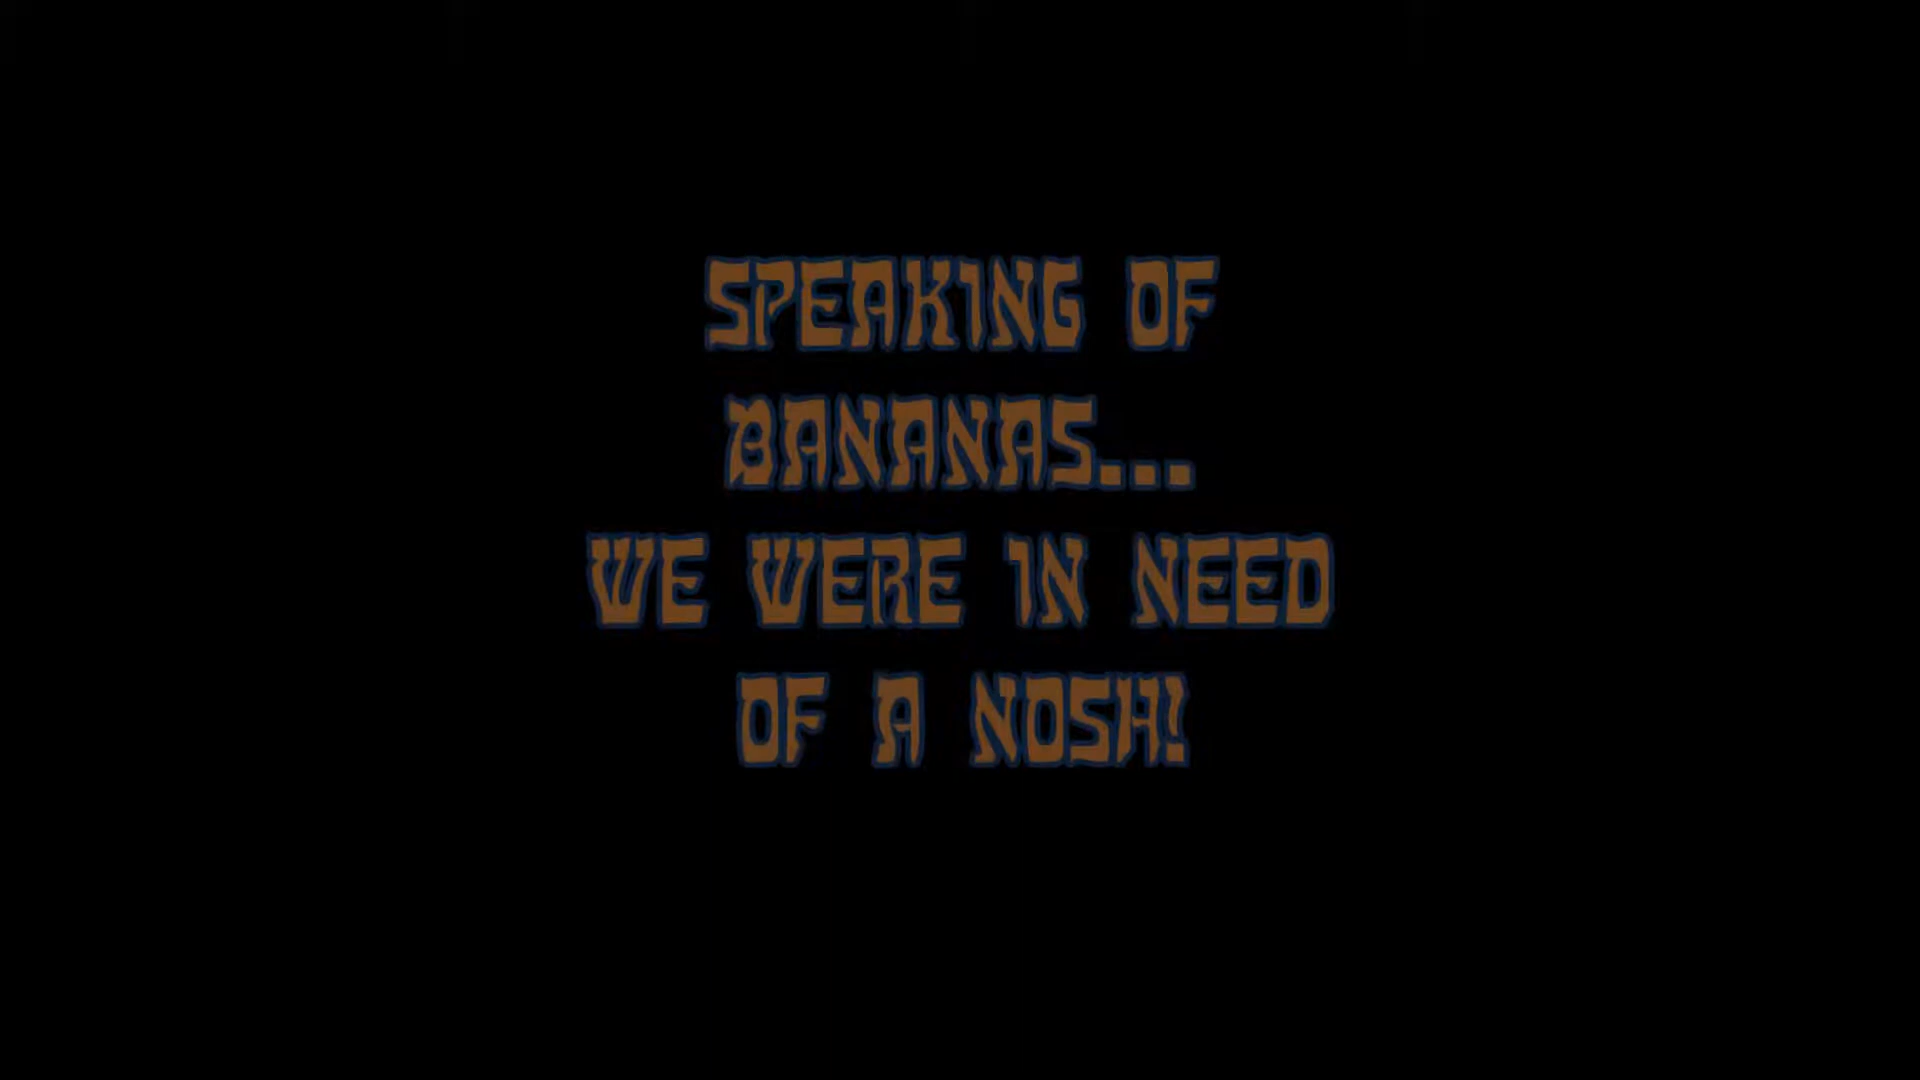 SPEAKING OF
BANANAS...
WE WERE IN NEED
OF A NOSH!